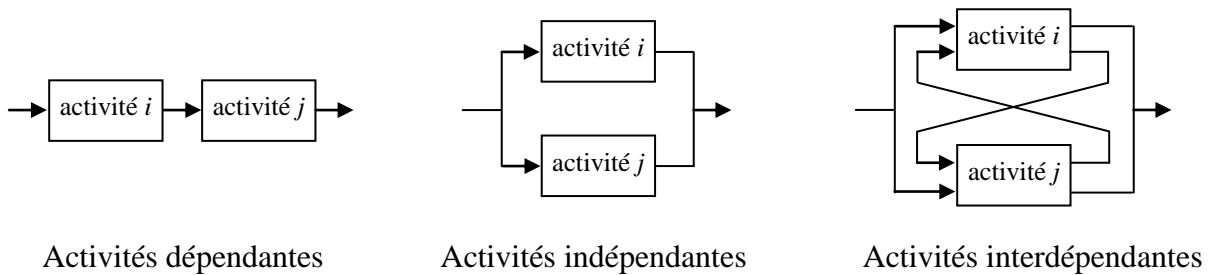 activité i
activité j
Activités dépendantes
activité i
activité j
Activités indépendantes
activité i
activité j
Activités interdépendantes